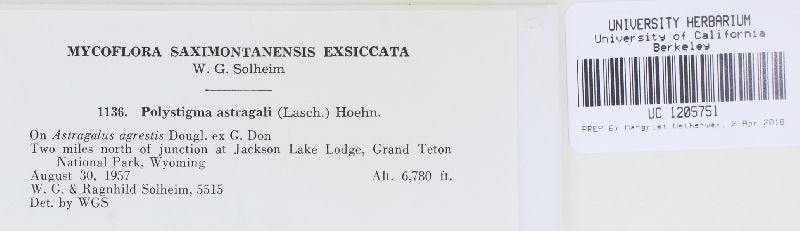 MYCOFLORA SAXIMONTANENSIS EXSICCATA
W. G. Solheim
1136. Polystigma astragali (Lasch.) Hoehn.
On Astragalus agrestis Dougl. ex G. Don
Two miles north of junction at Jackson Lake Lodge, Grand Teton
National Park, Wyoming
August 30, 1957 Alt. 6,780 ft.
W. G. & Ragnhild Solheim, 5515
Det. by WGS
UNIVERSITY HERBARIUM
University of California
Berkeley
UC 1205751
PREP BY Margriet Wetherwax, 2 Apr 2018